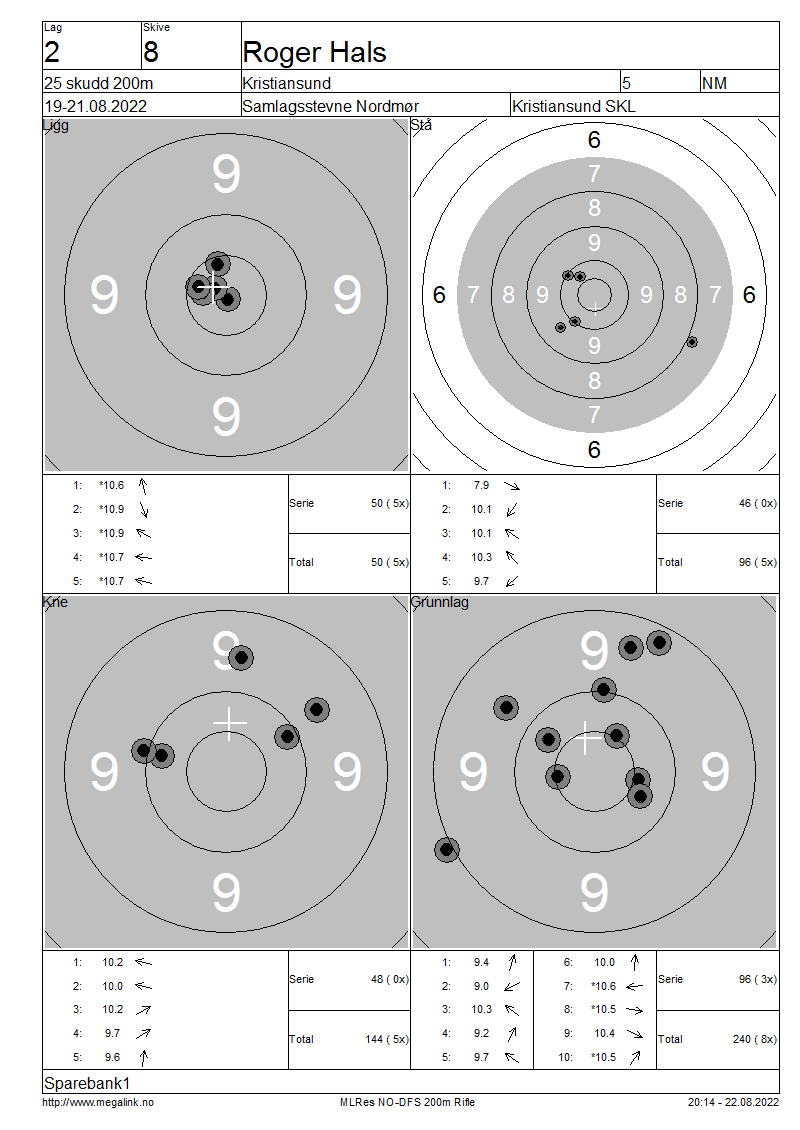 Lag Skive
2 8 Roger Hals
25 skudd 200m Kristiansund 5 NM
19-21.08.2022 Samlagsstevne Nordmør Kristiansund SKL
Ligg
9
9 9
9
1: *10.6
2: *10.9
3: *10.9
4: *10.7
5: *10.7
Serie 50 ( 5x)
Total 50 ( 5x)
Stå
6
7
8
9
6 7 8 9 9 8 7 6
9
8
7
6
1: 7.9
2: 10.1
3: 10.1
4: 10.3
5: 9.7
Serie 46 ( 0x)
Total 96 ( 5x)
Kne
9
9 9
9
1: 10.2
2: 10.0
3: 10.2
4: 9.7
5: 9.6
Serie 48 ( 0x)
Total 144 ( 5x)
Grunnlag
9
9 9
9
1: 9.4 6: 10.0
2: 9.0 7: *10.6
3: 10.3 8: *10.5
4: 9.2 9: 10.4
5: 9.7 10: *10.5
Serie 96 ( 3x)
Total 240 ( 8x)
Sparebank1
http://www.megalink.no MLRes NO-DFS 200m Rifle 20:14 - 22.08.2022